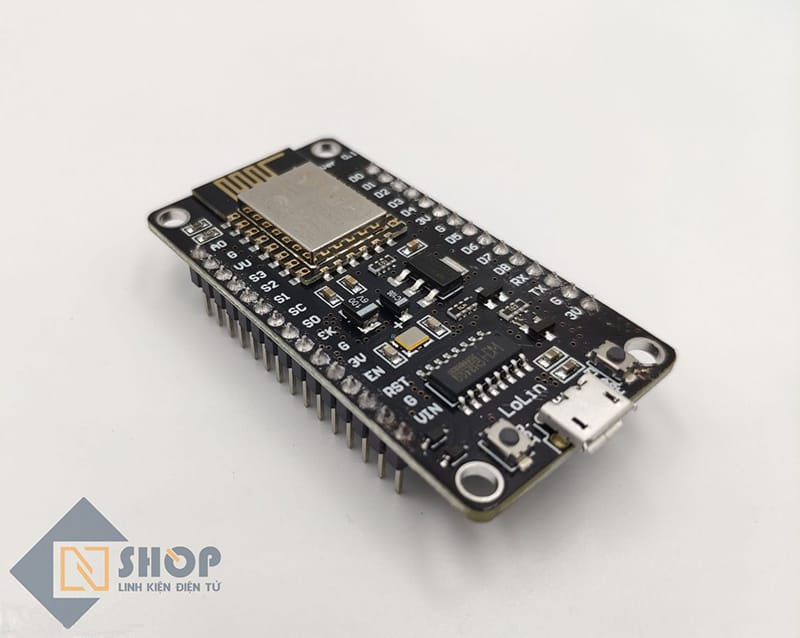 D0
D1
D2
D3
D4
3V
G
D5
D6
D7
D8
RX
TX
G
3V
A0
G
VU
S3
S2
S1
SC
SO
SK
G
3V
EN
RST
G
VIN
LoLin
SHOP
LINH KIỆN ĐIỆN TỬ